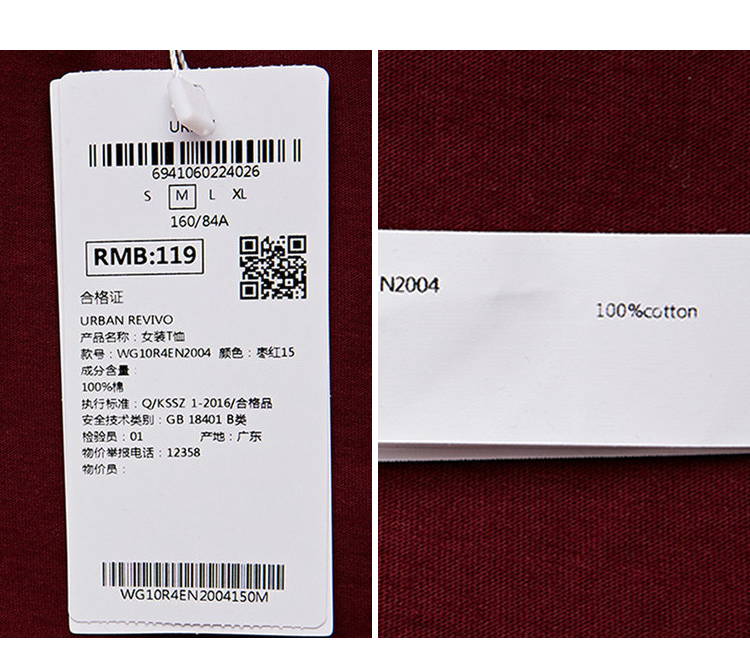 6941060224026
S M L XL
160/84A
RMB:119
合格证
URBAN REVIVO
产品名称：女装T恤
款号：WG10R4EN2004 颜色：枣红15
成分含量：
100%棉
执行标准：Q/KSSZ 1-2016/合格品
安全技术类别：GB 18401 B类
检验员：01 产地：广东
物价举报电话：12358
物价员：
WG10R4EN2004150M
N2004
100%cotton